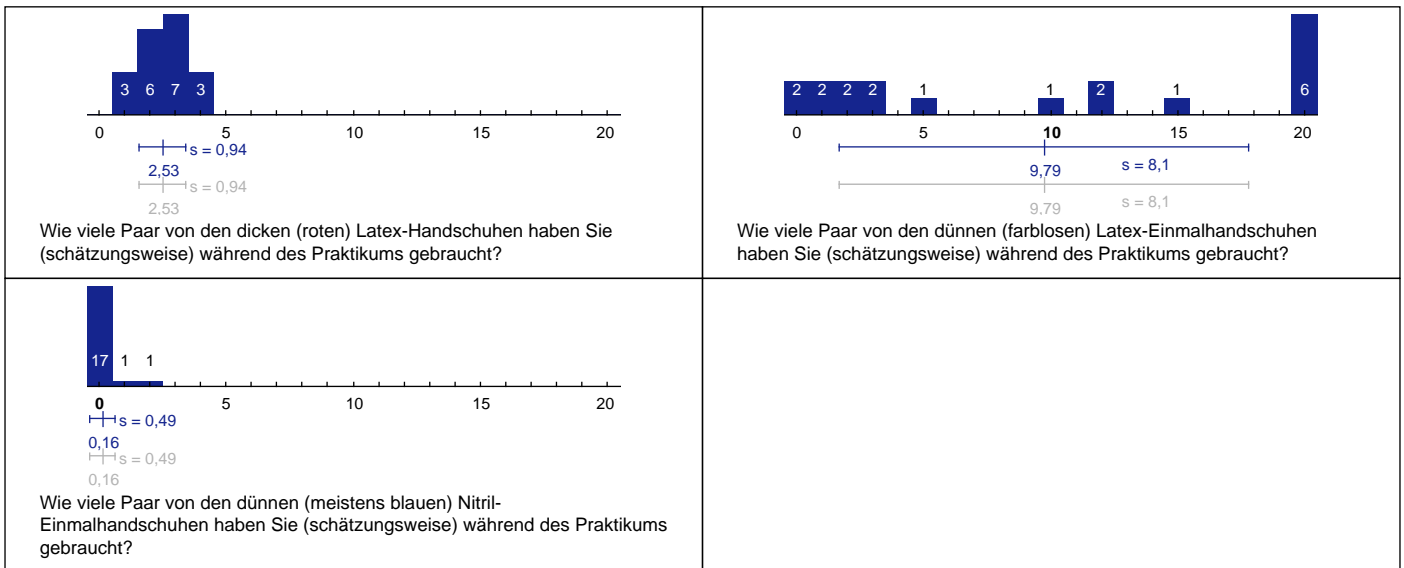 3 6 7 3
0 5 10 15 20
s = 0,94
2,53
s = 0,94
2,53
Wie viele Paar von den dicken (roten) Latex-Handschuhen haben Sie
(schätzungsweise) während des Praktikums gebraucht?
2 2 2 2 1 1 2 1 6
0 5 10 15 20
9,79 s = 8,1
9,79 s = 8,1
Wie viele Paar von den dünnen (farblosen) Latex-Einmalhandschuhen
haben Sie (schätzungsweise) während des Praktikums gebraucht?
17 1 1
0 5 10 15 20
s = 0,49
0,16
s = 0,49
0,16
Wie viele Paar von den dünnen (meistens blauen) Nitril-
Einmalhandschuhen haben Sie (schätzungsweise) während des Praktikums
gebraucht?